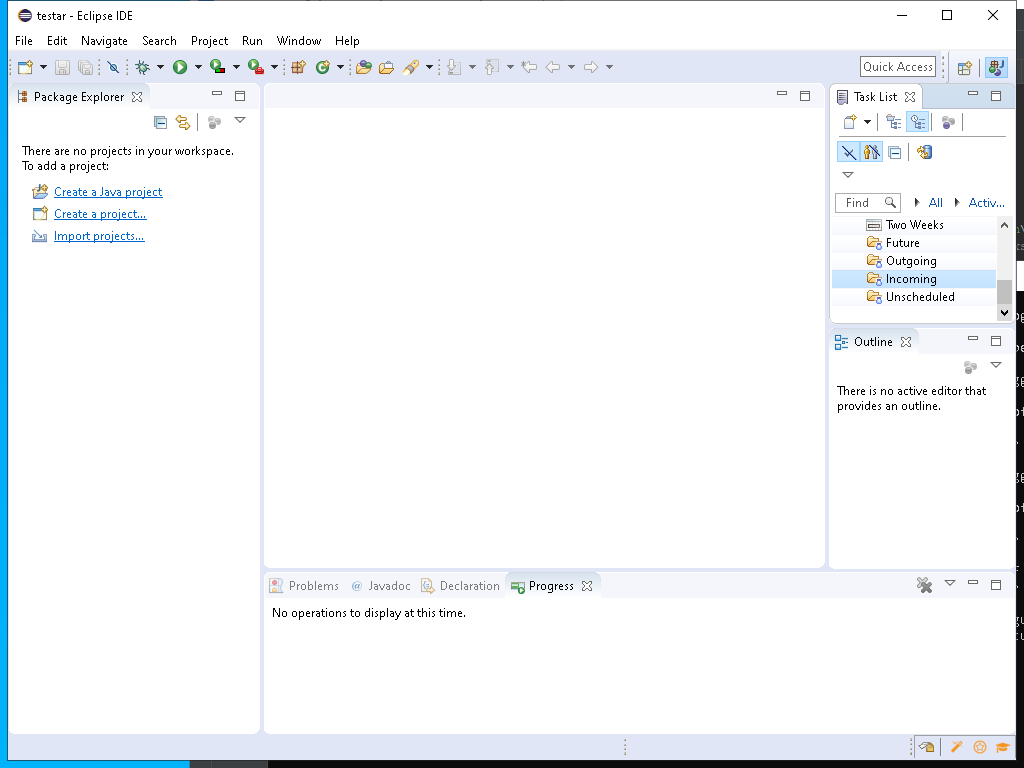 testar - Eclipse IDE
File Edit Navigate Search Project Run Window Help
Quick Access
Package Explorer
There are no projects in your workspace.
To add a project:
Create a Java project
Create a project...
Import projects...
Task List
Find All Activ...
Two Weeks
Future
Outgoing
Incoming
Unscheduled
Outline
There is no active editor that
provides an outline.
Problems @ Javadoc Declaration Progress
No operations to display at this time.